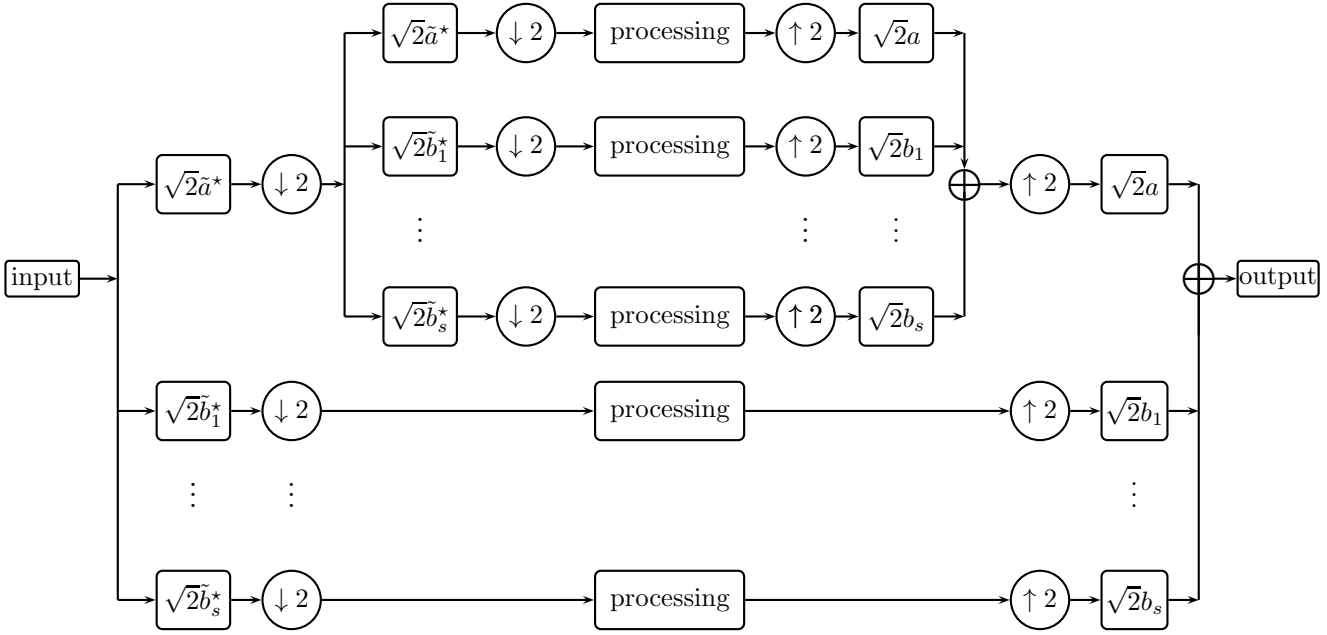 √2ã⋆ ↓ 2 processing ↑ 2 √2a
√2b̃₁⋆ ↓ 2 processing ↑ 2 √2b₁
√2ã⋆ ↓ 2 ↑ 2 √2a
⋮ ⋮ ⋮
input output
√2b̃ₛ⋆ ↓ 2 processing ↑ 2 √2bₛ
√2b̃₁⋆ ↓ 2 processing ↑ 2 √2b₁
⋮ ⋮ ⋮
√2b̃ₛ⋆ ↓ 2 processing ↑ 2 √2bₛ